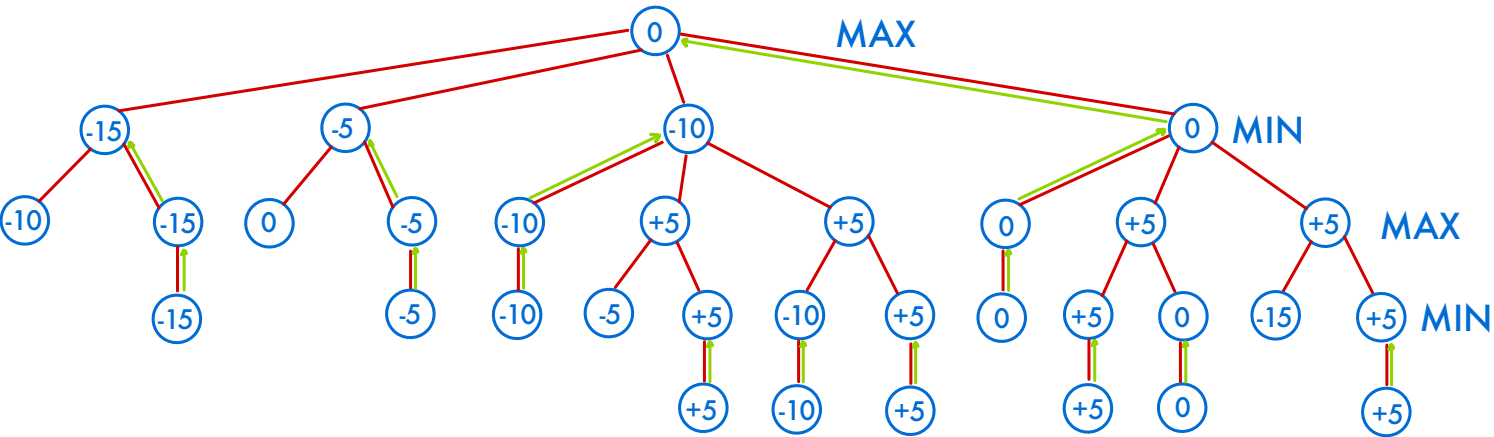 0 MAX
-15 -5 -10 0 MIN
-10 -15 0 -5 -10 +5 +5 0 +5 +5 MAX
-15 -5 -10 -5 +5 -10 +5 0 +5 0 -15 +5 MIN
+5 -10 +5 +5 0 +5